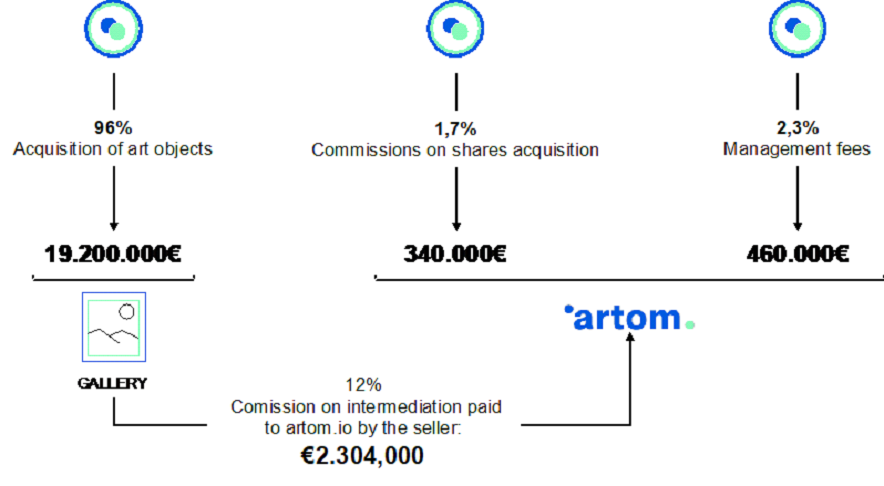 96%
Acquisition of art objects
19.200.000€
1,7%
Commissions on shares acquisition
340.000€
2,3%
Management fees
460.000€
GALLERY
artom.
12%
Comission on intermediation paid
to artom.io by the seller:
€2.304,000